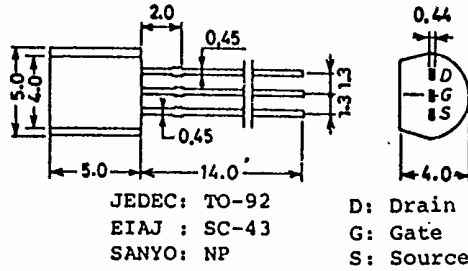 2.0
0.44
0.45
D
G
S
5.0
4.0
1.3
1.3
0.45
5.0
14.0
4.0
JEDEC: TO-92
EIAJ : SC-43
SANYO: NP
D: Drain
G: Gate
S: Source